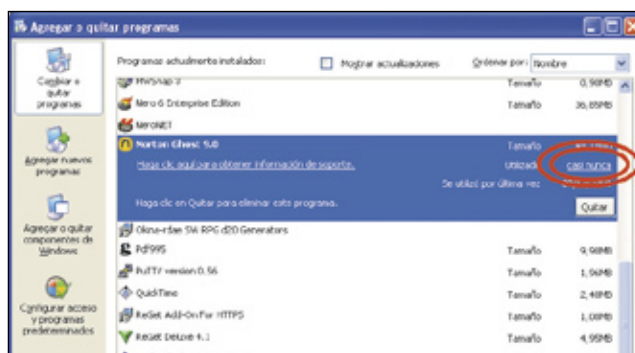 Agregar o quitar programas
Cambiar o
quitar
programas
Agregar nuevos
programas
Agregar o quitar
componentes de
Windows
Configurar acceso
y programas
predeterminados
Programas actualmente instalados:
Mostrar actualizaciones
Ordenar por: Nombre
Tamaño 0,98MB
Nero 6 Enterprise Edition Tamaño 36,85MB
NeroNET
Norton Ghost 9.0 Tamaño
Haga clic aquí para obtener información de soporte. Utilizado casi nunca
Se utilizó por última vez
Haga clic en Quitar para eliminar este programa. Quitar
SW RPG d20 Generators
Pdf995 Tamaño 9,98MB
PuTTY version 0.56 Tamaño 1,56MB
QuickTime Tamaño 2,48MB
ReGet Add-On For HTTPS Tamaño 1,08MB
ReGet Deluxe 4.1 Tamaño 4,95MB